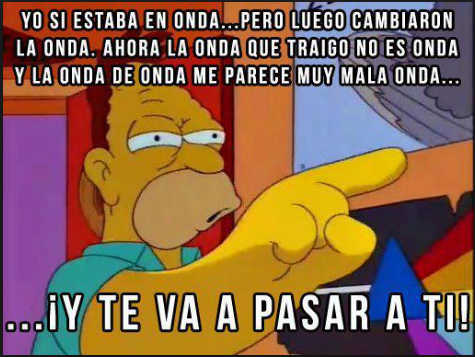 YO SI ESTABA EN ONDA...PERO LUEGO CAMBIARON
LA ONDA. AHORA LA ONDA QUE TRAIGO NO ES ONDA
Y LA ONDA DE ONDA ME PARECE MUY MALA ONDA...
...¡Y TE VA A PASAR A TI!